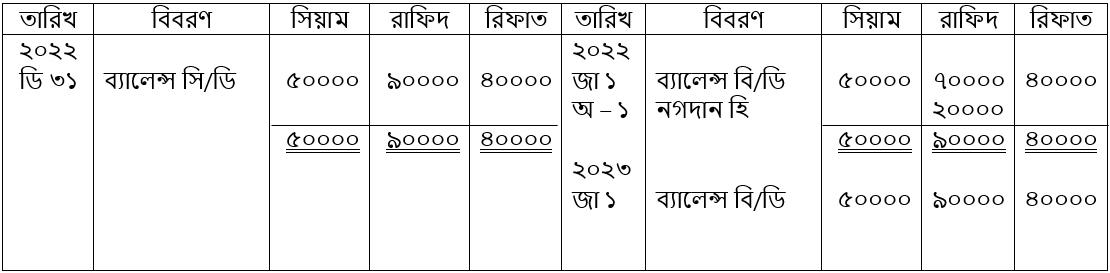 তারিখ বিবরণ সিয়াম রাফিদ রিফাত তারিখ বিবরণ সিয়াম রাফিদ রিফাত
২০২২ ২০২২
ডি ৩১ ব্যালেন্স সি/ডি ৫০০০০ ৯০০০০ ৪০০০০ জা ১ ব্যালেন্স বি/ডি ৫০০০০ ৭০০০০ ৪০০০০
অ – ১ নগদান হি ২০০০০
৫০০০০ ৯০০০০ ৪০০০০ ৫০০০০ ৯০০০০ ৪০০০০
২০২৩
জা ১ ব্যালেন্স বি/ডি ৫০০০০ ৯০০০০ ৪০০০০